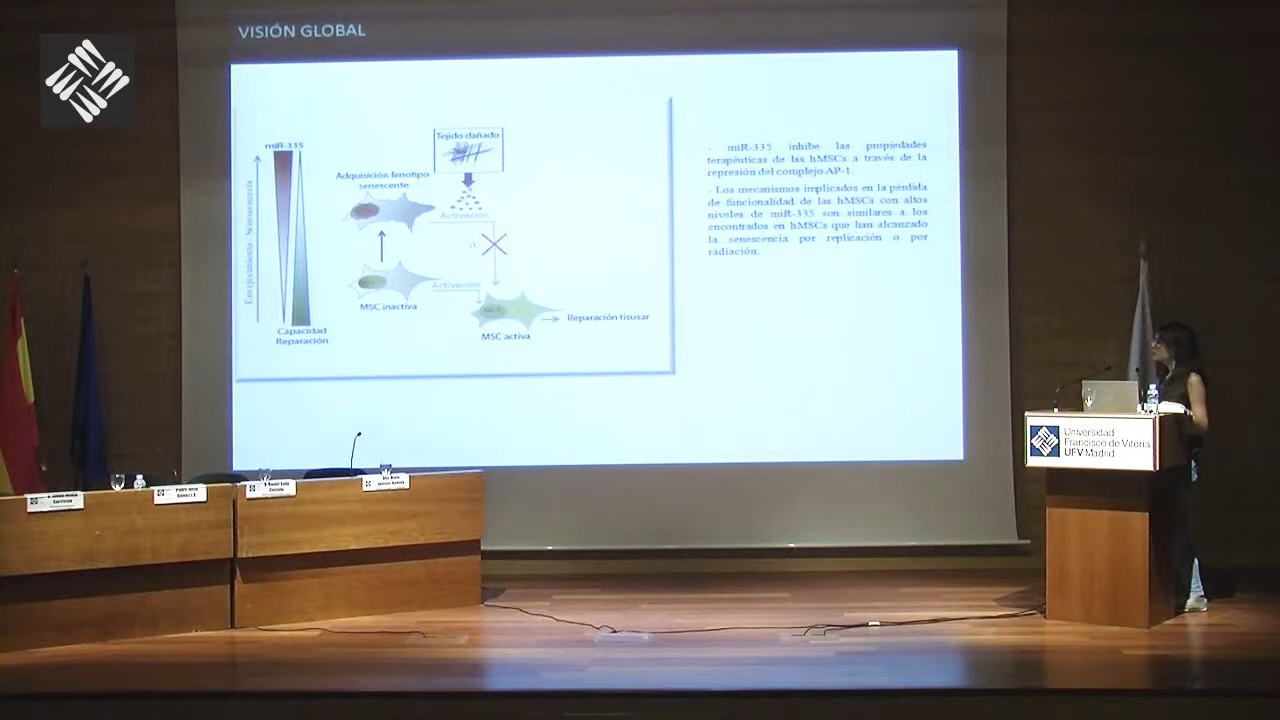 VISIÓN GLOBAL
miR-335
Envejecimiento / Senescencia
Capacidad
Reparación
Tejido dañado
Adquisición fenotipo
senescente
Activación
MSC inactiva
Activación
MSC activa
Reparación tisusar
- miR-335 inhibe las propiedades
terapéuticas de las hMSCs a través de la
represión del complejo AP-1.
- Los mecanismos implicados en la pérdida
de funcionalidad de las hMSCs con altos
niveles de miR-335 son similares a los
encontrados en hMSCs que han alcanzado
la senescencia por replicación o por
radiación.
Universidad
Francisco de Vitoria
UFV Madrid